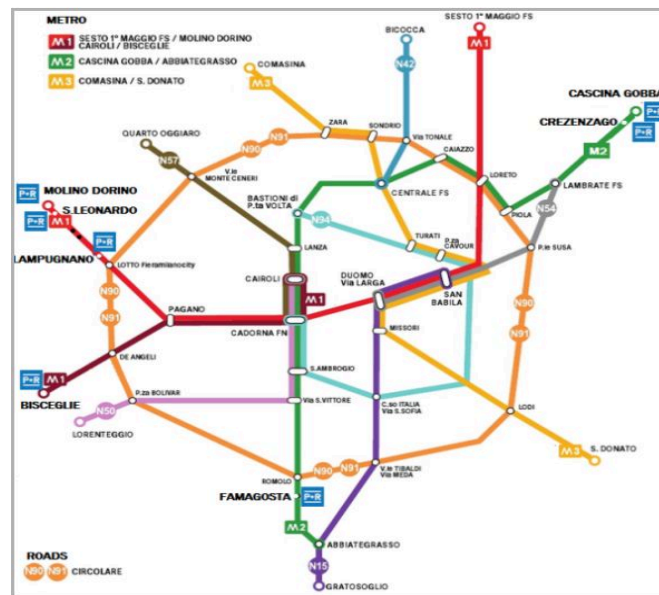 METRO
M1 SESTO 1° MAGGIO FS / MOLINO DORINO
CAIROLI / BISCEGLIE
M2 CASCINA GOBBA / ABBIATEGRASSO
M3 COMASINA / S. DONATO
SESTO 1° MAGGIO FS
M1
BICOCCA
N42
COMASINA
M3
CASCINA GOBBA
P+R
CREZENZAGO
P+R
M2
ZARA
SONDRIO
Via TONALE
CAIAZZO
LORETO
PIOLA
LAMBRATE FS
N54
QUARTO OGGIARO
N57
N90
N91
V.le
MONTE CENERI
CENTRALE FS
BASTIONI di
P.ta VOLTA
N94
TURATI
P.za
CAVOUR
P.le SUSA
P+R
MOLINO DORINO
P+R
M1
S.LEONARDO
P+R
LAMPUGNANO
LOTTO Fieramilanocity
LANZA
CAIROLI
M1
DUOMO
Via LARGA
SAN
BABILA
N90
N91
N90
N91
PAGANO
CADORNA FN
MISSORI
DE ANGELI
S.AMBROGIO
P+R
M1
BISCEGLIE
P.za BOLIVAR
N50
LORENTEGGIO
Via S.VITTORE
C.so ITALIA
Via S.SOFIA
LODI
M3
S. DONATO
ROMOLO
N90
N91
V.le TIBALDI
Via MEDA
FAMAGOSTA
P+R
M2
ABBIATEGRASSO
N15
GRATOSOGLIO
ROADS
N90 N91 CIRCOLARE